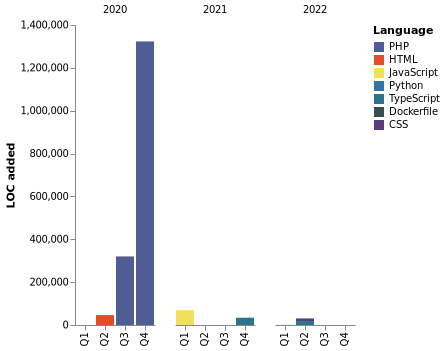 2020 2021 2022
1,400,000
1,200,000
1,000,000
800,000
600,000
400,000
200,000
0
LOC added
Q1 Q2 Q3 Q4 Q1 Q2 Q3 Q4 Q1 Q2 Q3 Q4
Language
PHP
HTML
JavaScript
Python
TypeScript
Dockerfile
CSS